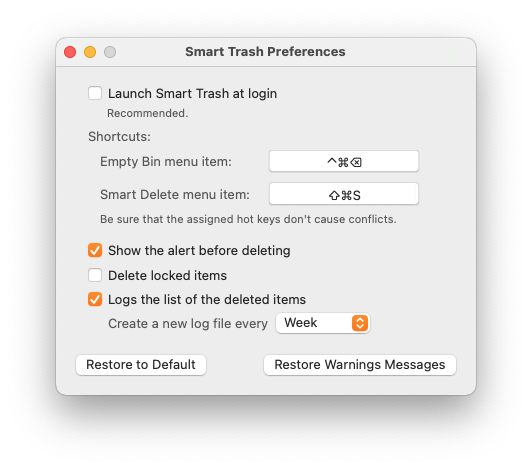 Smart Trash Preferences
Launch Smart Trash at login
Recommended.
Shortcuts:
Empty Bin menu item: ^⌘⌫
Smart Delete menu item: ⇧⌘S
Be sure that the assigned hot keys don't cause conflicts.
Show the alert before deleting
Delete locked items
Logs the list of the deleted items
Create a new log file every Week
Restore to Default Restore Warnings Messages